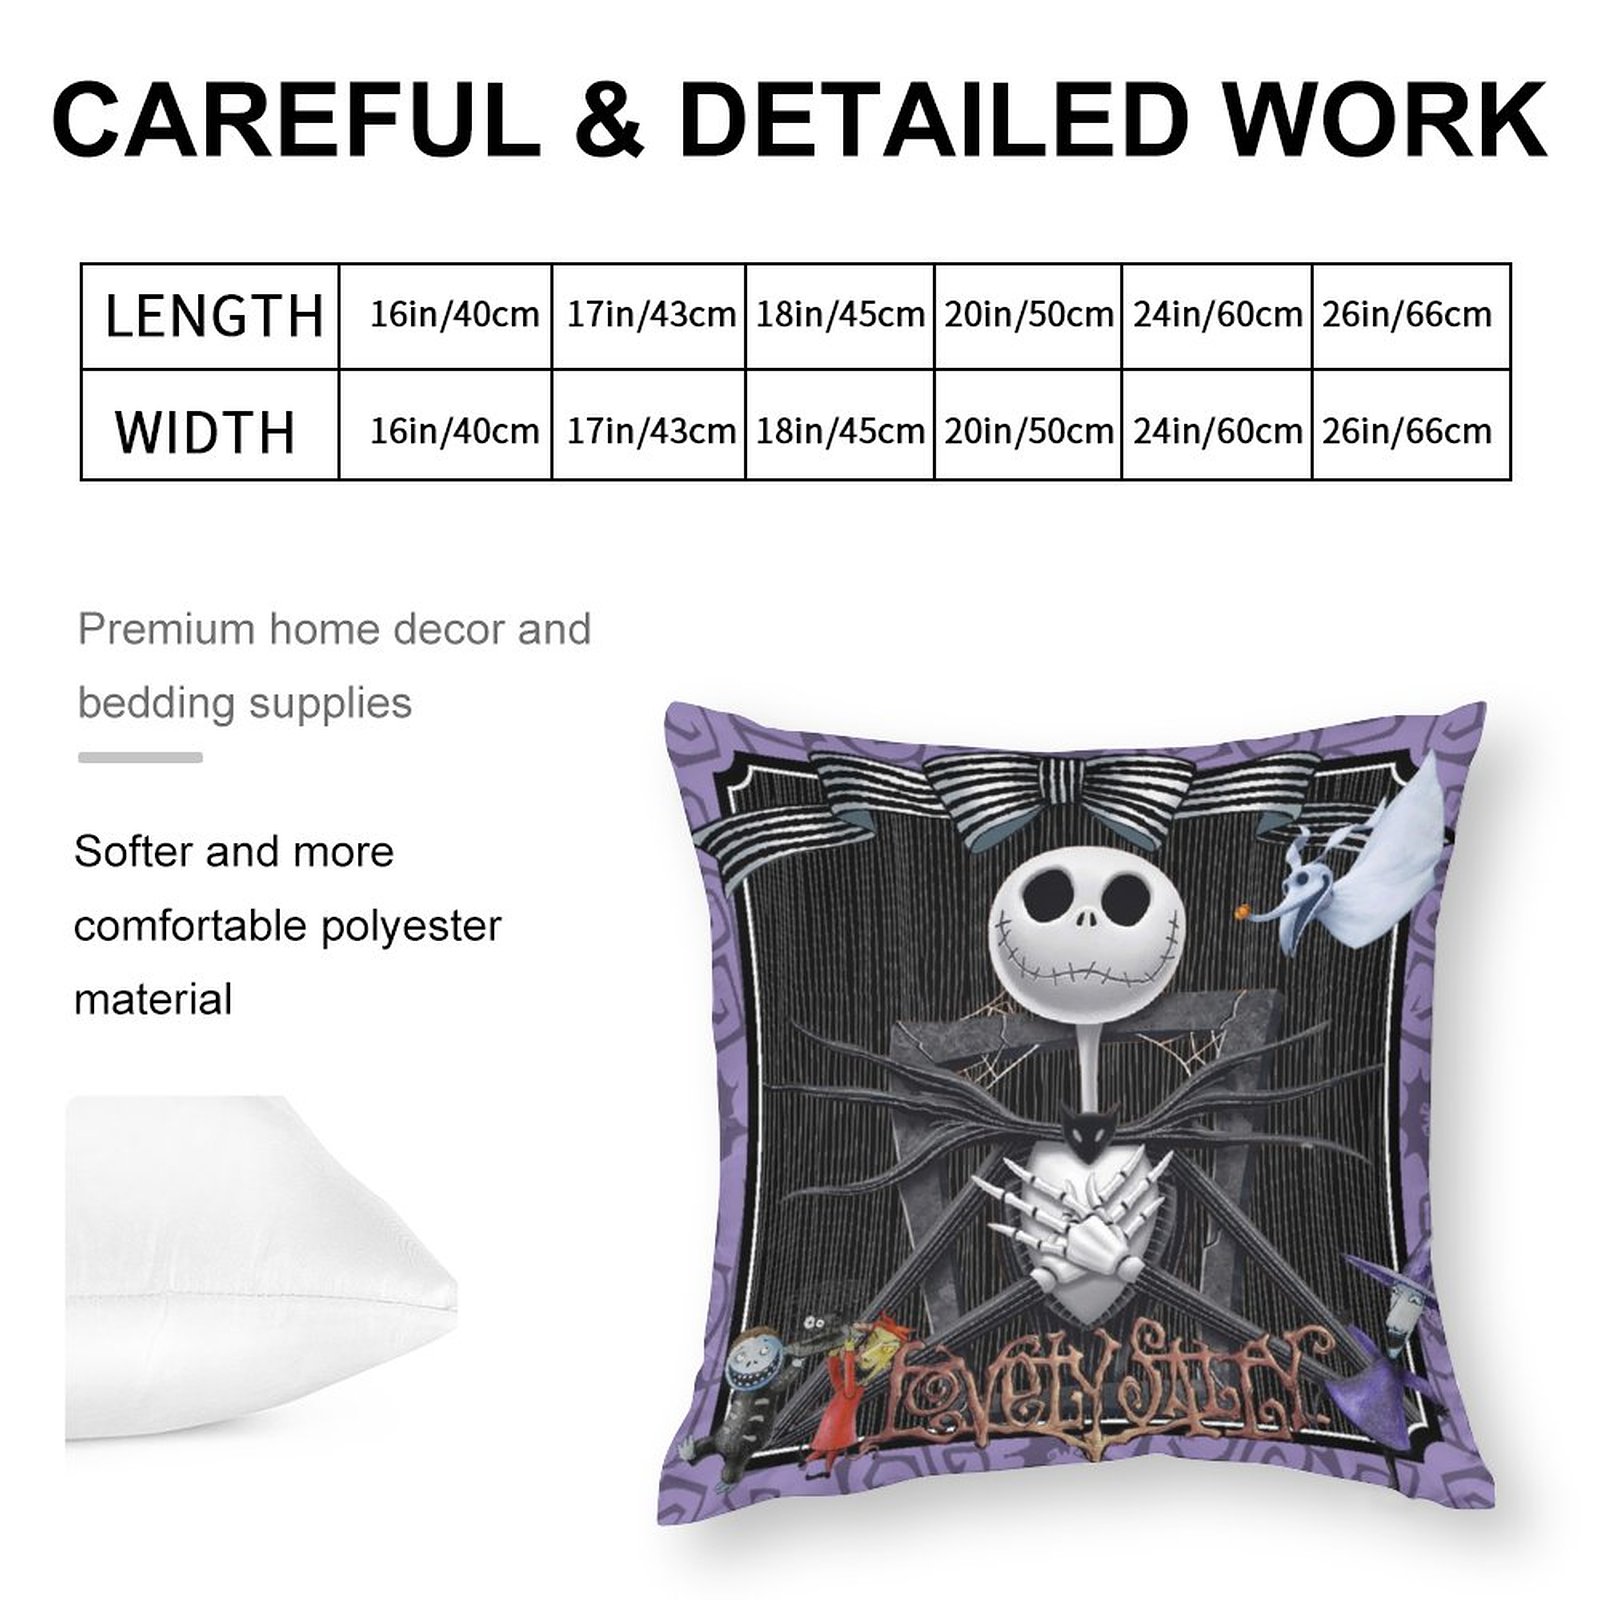 CAREFUL & DETAILED WORK
LENGTH 16in/40cm 17in/43cm 18in/45cm 20in/50cm 24in/60cm 26in/66cm
WIDTH 16in/40cm 17in/43cm 18in/45cm 20in/50cm 24in/60cm 26in/66cm
Premium home decor and
bedding supplies
Softer and more
comfortable polyester
material
LOVELY SALLY